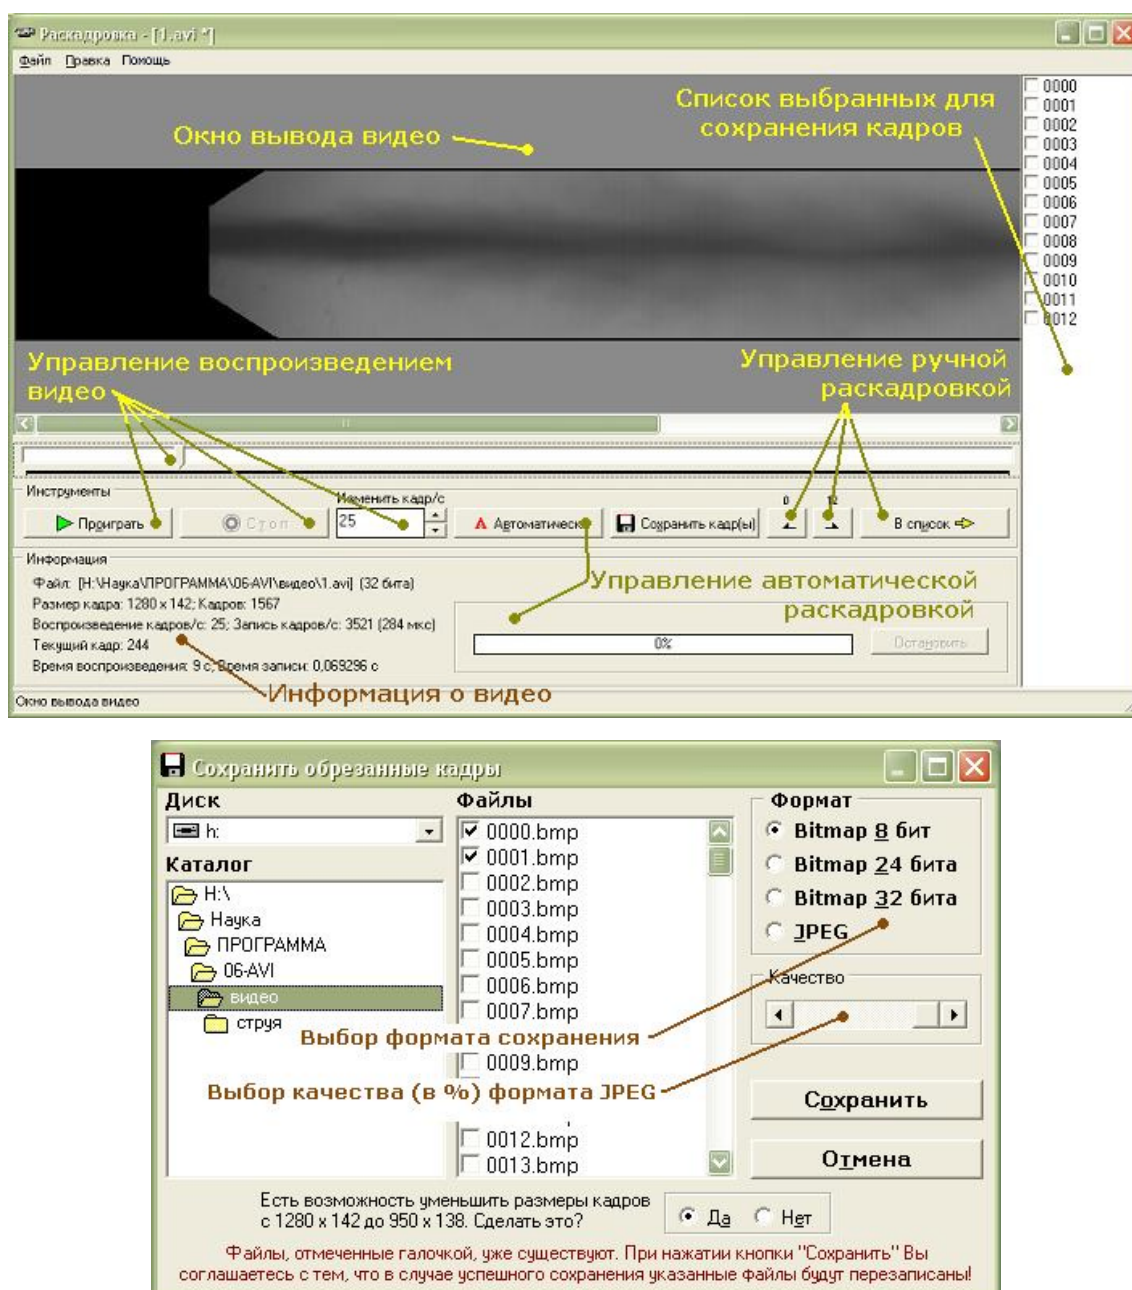 Раскадровка - [1.avi *]
Файл Правка Помощь
Список выбранных для
сохранения кадров
Окно вывода видео
0000
0001
0002
0003
0004
0005
0006
0007
0008
0009
0010
0011
0012
Управление воспроизведением
видео
Управление ручной
раскадровкой
Инструменты
Изменить кадр/с
0 12
Проиграть
Стоп
25
Автоматически
Сохранить кадр(ы)
В список
Информация
Файл: [H:\Наука\ПРОГРАММА\06-AVI\видео\1.avi] (32 бита)
Размер кадра: 1280 x 142; Кадров: 1567
Воспроизведение кадров/с: 25; Запись кадров/с: 3521 (284 мкс)
Текущий кадр: 244
Время воспроизведения: 9 с; Время записи: 0,069296 с
Управление автоматической
раскадровкой
0%
Остановить
Информация о видео
Окно вывода видео
Сохранить обрезанные кадры
Диск
h:
Каталог
H:\
Наука
ПРОГРАММА
06-AVI
видео
струя
Файлы
0000.bmp
0001.bmp
0002.bmp
0003.bmp
0004.bmp
0005.bmp
0006.bmp
0007.bmp
0009.bmp
0012.bmp
0013.bmp
Формат
Bitmap 8 бит
Bitmap 24 бита
Bitmap 32 бита
JPEG
Качество
Выбор формата сохранения
Выбор качества (в %) формата JPEG
Сохранить
Отмена
Есть возможность уменьшить размеры кадров
с 1280 x 142 до 950 x 138. Сделать это?
Да Нет
Файлы, отмеченные галочкой, уже существуют. При нажатии кнопки "Сохранить" Вы
соглашаетесь с тем, что в случае успешного сохранения указанные файлы будут перезаписаны!